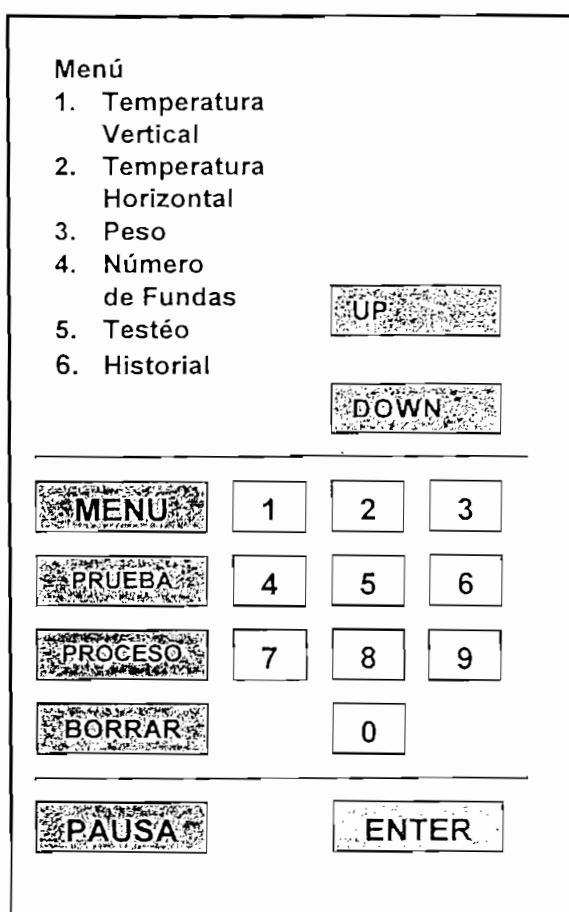 Menú
1. Temperatura
Vertical
2. Temperatura
Horizontal
3. Peso
4. Número
de Fundas
5. Testéo
6. Historial
UP
DOWN
MENU 1 2 3
PRUEBA 4 5 6
PROCESO 7 8 9
BORRAR 0
PAUSA ENTER